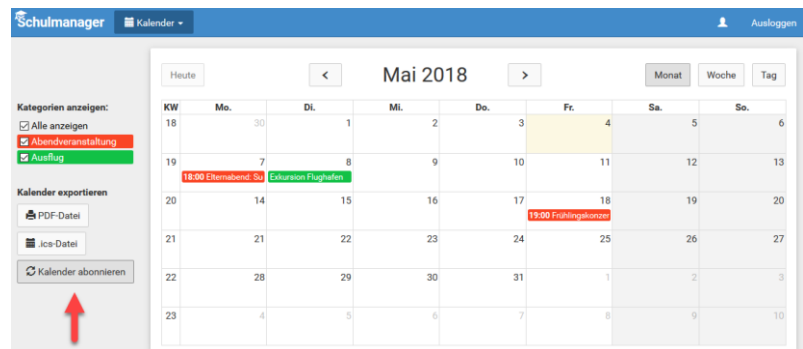 Schulmanager Kalender Ausloggen
Heute Mai 2018 Monat Woche Tag
Kategorien anzeigen:
Alle anzeigen
Abendveranstaltung
Ausflug
Kalender exportieren
PDF-Datei
.ics-Datei
Kalender abonnieren
KW Mo. Di. Mi. Do. Fr. Sa. So.
18 30 1 2 3 4 5 6
19 7 8 9 10 11 12 13
18:00 Elternabend: Su Exkursion Flughafen
20 14 15 16 17 18 19 20
19:00 Frühlingskonzer
21 21 22 23 24 25 26 27
22 28 29 30 31 1 2 3
23 4 5 6 7 8 9 10